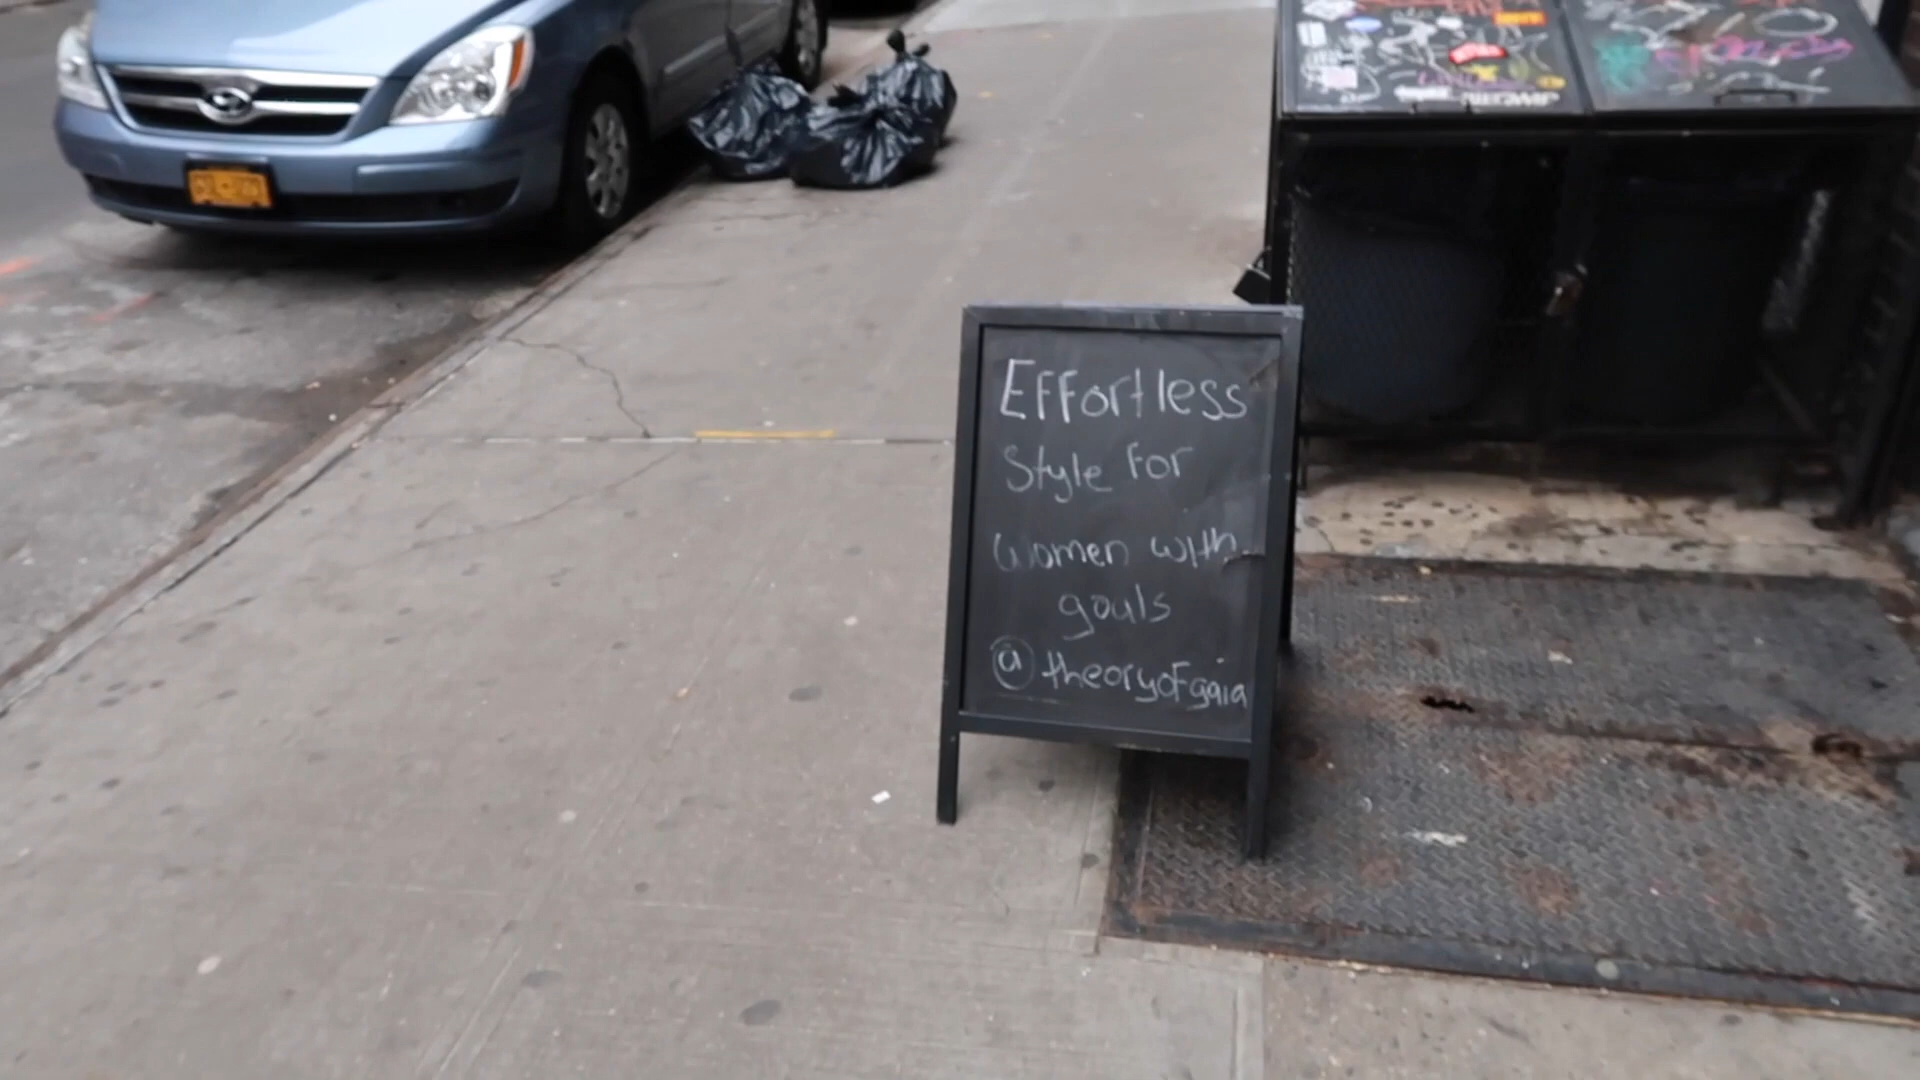 Effortless
Style For
women with
goals
@theoryofgaia